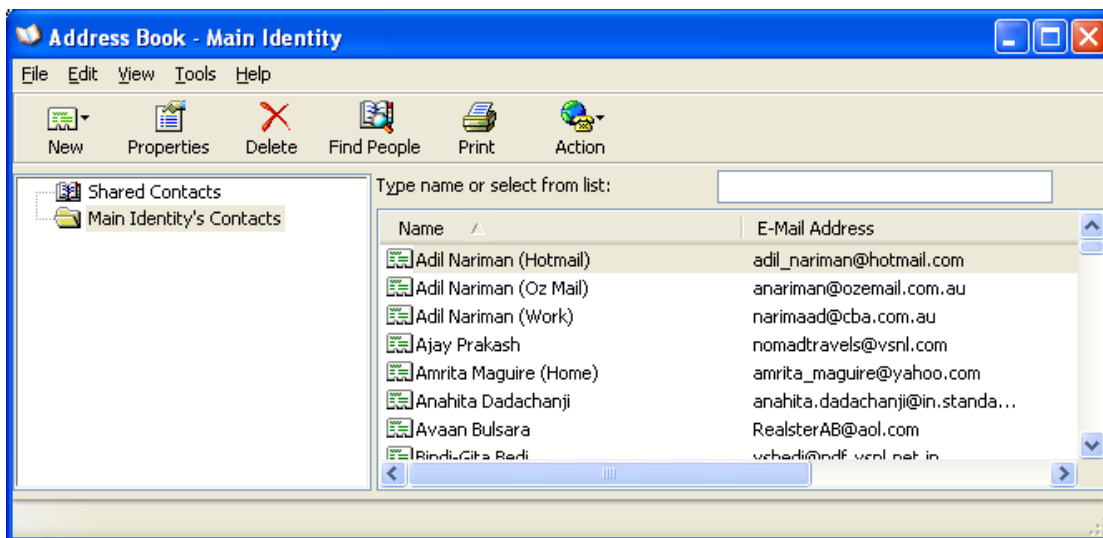 Address Book - Main Identity
File Edit View Tools Help
New Properties Delete Find People Print Action
Shared Contacts
Main Identity's Contacts
Type name or select from list:
Name E-Mail Address
Adil Nariman (Hotmail) adil_nariman@hotmail.com
Adil Nariman (Oz Mail) anariman@ozemail.com.au
Adil Nariman (Work) narimaad@cba.com.au
Ajay Prakash nomadtravels@vsnl.com
Amrita Maguire (Home) amrita_maguire@yahoo.com
Anahita Dadachanji anahita.dadachanji@in.standa...
Avaan Bulsara RealsterAB@aol.com
Bindi-Gita Bedi